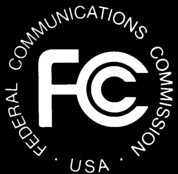 FEDERAL COMMUNICATIONS COMMISSION
FCC
· USA ·